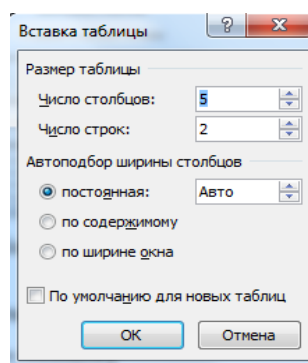 Вставка таблицы
Размер таблицы
Число столбцов: 5
Число строк: 2
Автоподбор ширины столбцов
постоянная: Авто
по содержимому
по ширине окна
По умолчанию для новых таблиц
ОК Отмена